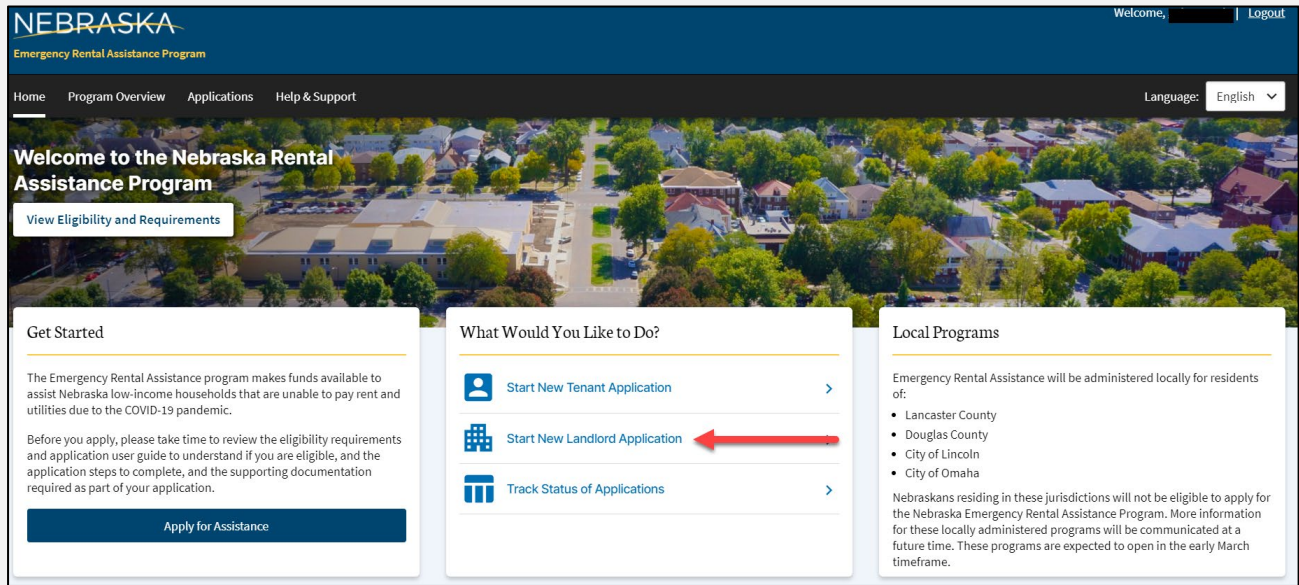 NEBRASKA
Emergency Rental Assistance Program
Welcome, | Logout
Home Program Overview Applications Help & Support
Language: English
Welcome to the Nebraska Rental
Assistance Program
View Eligibility and Requirements
Get Started
The Emergency Rental Assistance program makes funds available to
assist Nebraska low-income households that are unable to pay rent and
utilities due to the COVID-19 pandemic.
Before you apply, please take time to review the eligibility requirements
and application user guide to understand if you are eligible, and the
application steps to complete, and the supporting documentation
required as part of your application.
Apply for Assistance
What Would You Like to Do?
Start New Tenant Application
Start New Landlord Application
Track Status of Applications
Local Programs
Emergency Rental Assistance will be administered locally for residents
of:
• Lancaster County
• Douglas County
• City of Lincoln
• City of Omaha
Nebraskans residing in these jurisdictions will not be eligible to apply for
the Nebraska Emergency Rental Assistance Program. More information
for these locally administered programs will be communicated at a
future time. These programs are expected to open in the early March
timeframe.